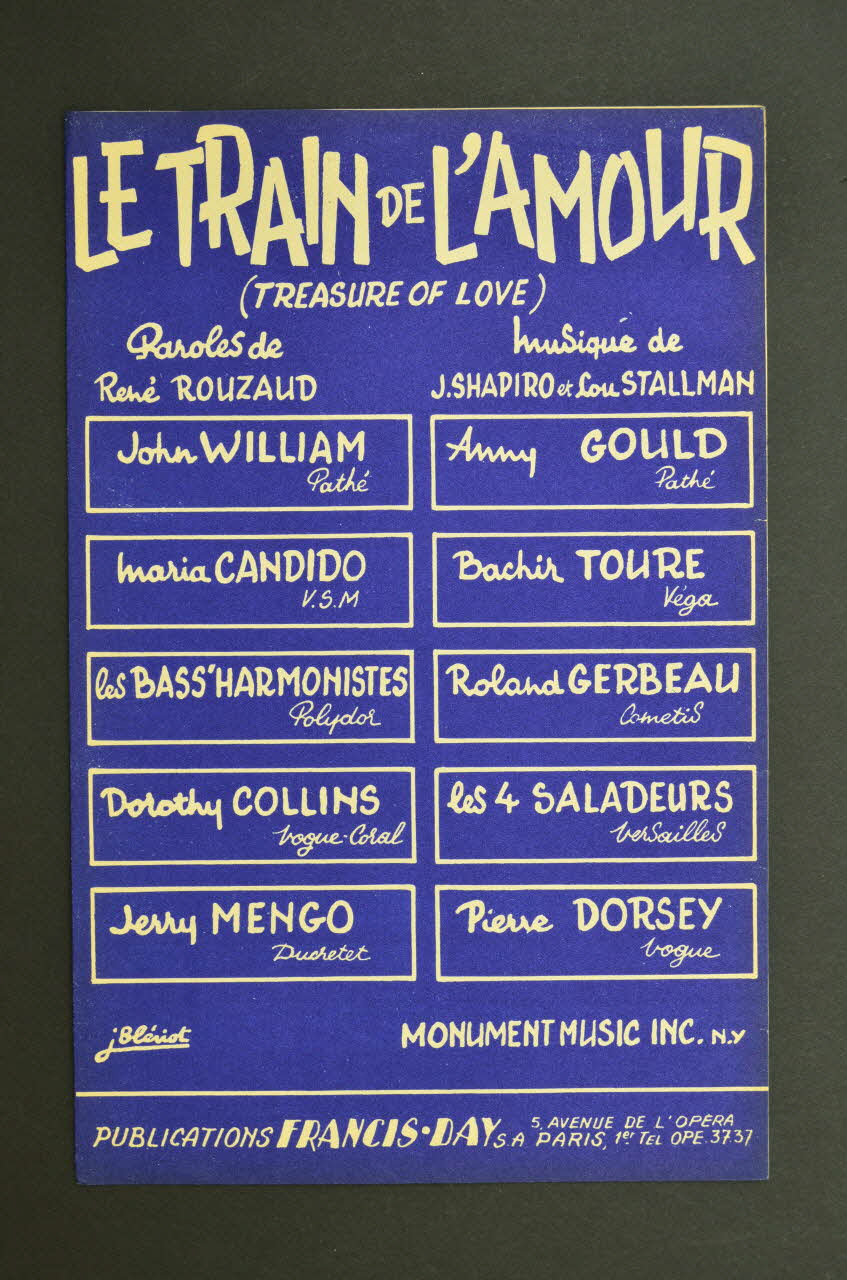 LE TRAIN DE L'AMOUR
(TREASURE OF LOVE)
Paroles de
René ROUZAUD
Musique de
J. SHAPIRO et Lou STALLMAN
John WILLIAM
Pathé
Anny GOULD
Pathé
Maria CANDIDO
V.S.M
Bachir TOURE
Véga
les BASS'HARMONISTES
Polydor
Roland GERBEAU
Cometis
Dorothy COLLINS
Vogue-Coral
les 4 SALADEURS
Versailles
Jerry MENGO
Ducretet
Pierre DORSEY
Vogue
j Blériot
MONUMENT MUSIC INC. N.Y
PUBLICATIONS FRANCIS•DAY S.A
5, AVENUE DE L'OPÉRA
PARIS, 1er TEL OPE. 37.37